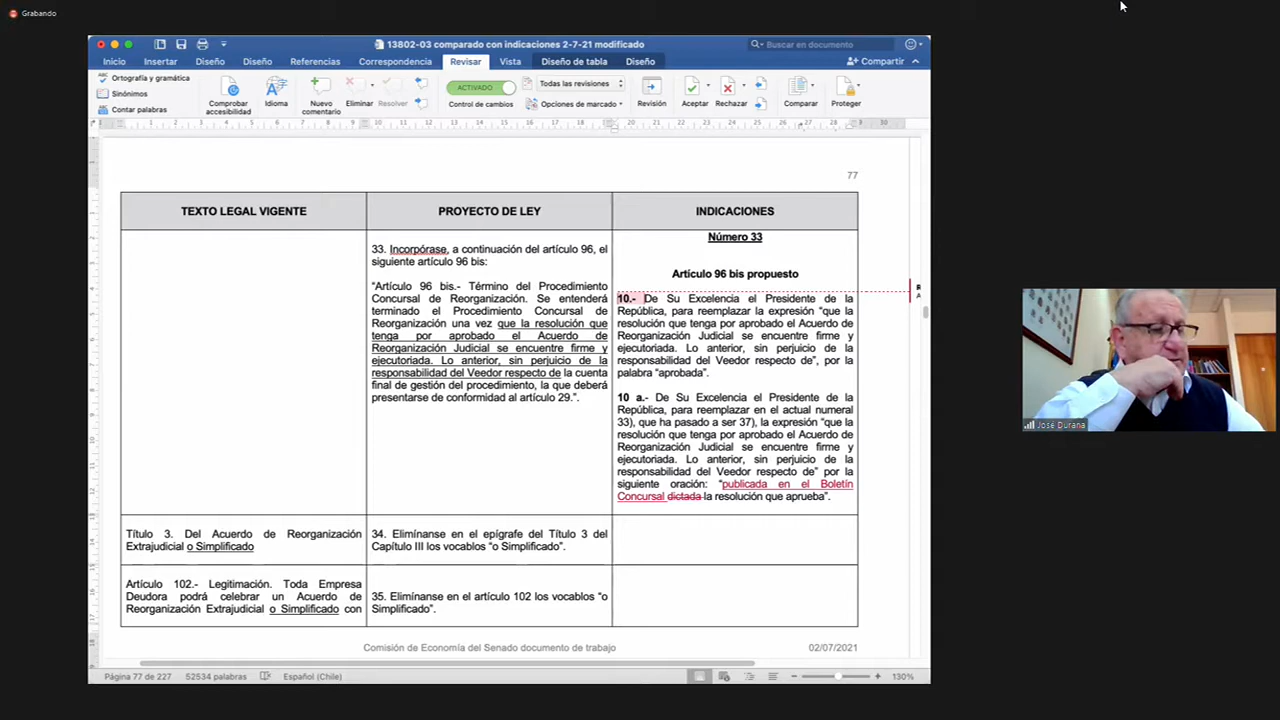 Grabando
13802-03 comparado con indicaciones 2-7-21 modificado
Buscar en documento
Inicio Insertar Diseño Diseño Referencias Correspondencia Revisar Vista Diseño de tabla Diseño
Compartir
Ortografía y gramática
Sinónimos
Contar palabras
Comprobar accesibilidad
Idioma
Nuevo comentario
Eliminar
Resolver
ACTIVADO
Control de cambios
Todas las revisiones
Opciones de marcado
Revisión
Aceptar
Rechazar
Comparar
Proteger
77
TEXTO LEGAL VIGENTE
PROYECTO DE LEY
INDICACIONES
33. Incorpórase, a continuación del artículo 96, el
siguiente artículo 96 bis:
“Artículo 96 bis.- Término del Procedimiento
Concursal de Reorganización. Se entenderá
terminado el Procedimiento Concursal de
Reorganización una vez que la resolución que
tenga por aprobado el Acuerdo de
Reorganización Judicial se encuentre firme y
ejecutoriada. Lo anterior, sin perjuicio de la
responsabilidad del Veedor respecto de la cuenta
final de gestión del procedimiento, la que deberá
presentarse de conformidad al artículo 29.”.
Número 33
Artículo 96 bis propuesto
10.- De Su Excelencia el Presidente de la
República, para reemplazar la expresión “que la
resolución que tenga por aprobado el Acuerdo de
Reorganización Judicial se encuentre firme y
ejecutoriada. Lo anterior, sin perjuicio de la
responsabilidad del Veedor respecto de”, por la
palabra “aprobada”.
10 a.- De Su Excelencia el Presidente de la
República, para reemplazar en el actual numeral
33), que ha pasado a ser 37), la expresión “que la
resolución que tenga por aprobado el Acuerdo de
Reorganización Judicial se encuentre firme y
ejecutoriada. Lo anterior, sin perjuicio de la
responsabilidad del Veedor respecto de” por la
siguiente oración: “publicada en el Boletín
Concursal dictada la resolución que aprueba”.
Título 3. Del Acuerdo de Reorganización
Extrajudicial o Simplificado
34. Elimínanse en el epígrafe del Título 3 del
Capítulo III los vocablos “o Simplificado”.
Artículo 102.- Legitimación. Toda Empresa
Deudora podrá celebrar un Acuerdo de
Reorganización Extrajudicial o Simplificado con
35. Elimínanse en el artículo 102 los vocablos “o
Simplificado”.
Comisión de Economía del Senado documento de trabajo
02/07/2021
Página 77 de 227 52534 palabras Español (Chile)
130%
José Durana